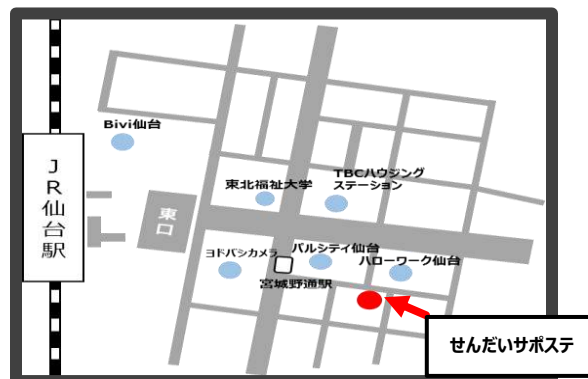 Bivi仙台
JR仙台駅
東口
東北福祉大学
TBCハウジング
ステーション
ヨドバシカメラ
パルシティ仙台
ハローワーク仙台
宮城野通駅
せんだいサポステ